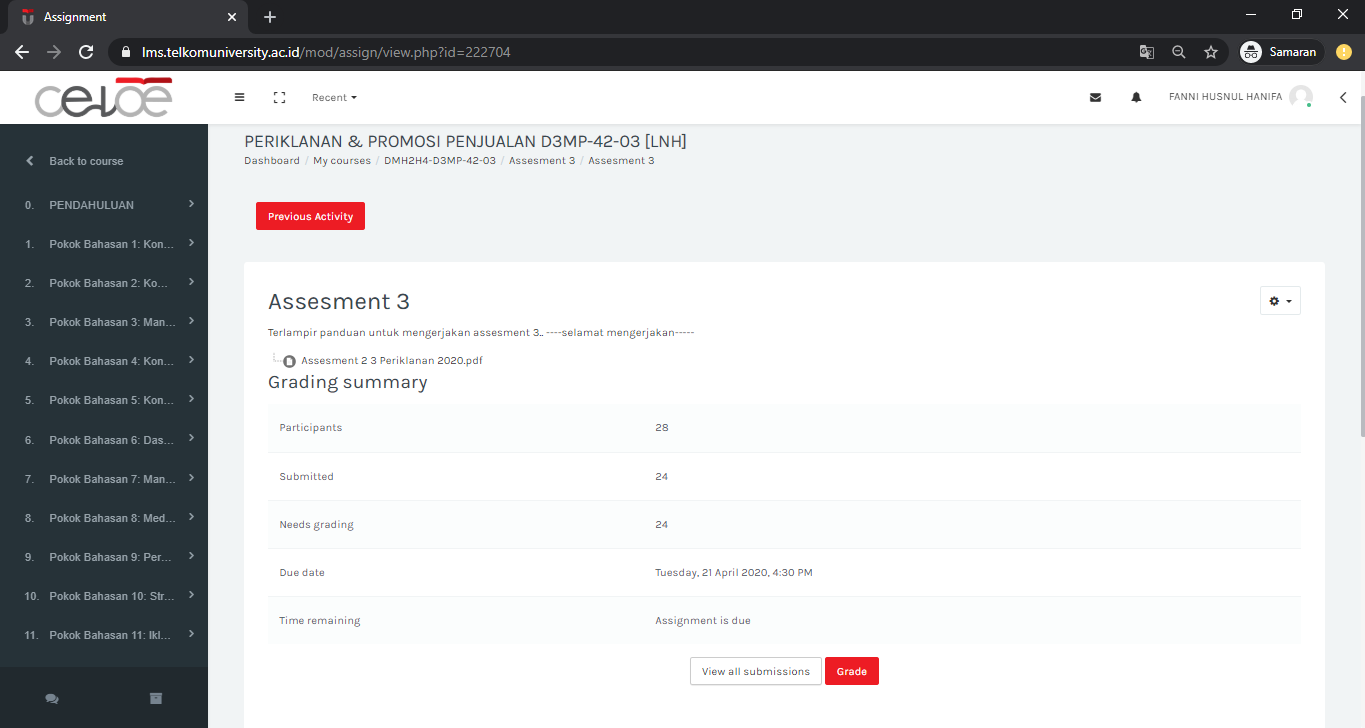 Assignment
lms.telkomuniversity.ac.id/mod/assign/view.php?id=222704
Samaran
celoe
Recent
FANNI HUSNUL HANIFA
Back to course
0. PENDAHULUAN
1. Pokok Bahasan 1: Kon...
2. Pokok Bahasan 2: Ko...
3. Pokok Bahasan 3: Man...
4. Pokok Bahasan 4: Kon...
5. Pokok Bahasan 5: Kon...
6. Pokok Bahasan 6: Das...
7. Pokok Bahasan 7: Man...
8. Pokok Bahasan 8: Med...
9. Pokok Bahasan 9: Per...
10. Pokok Bahasan 10: Str...
11. Pokok Bahasan 11: Ikl...
PERIKLANAN & PROMOSI PENJUALAN D3MP-42-03 [LNH]
Dashboard / My courses / DMH2H4-D3MP-42-03 / Assesment 3 / Assesment 3
Previous Activity
Assesment 3
Terlampir panduan untuk mengerjakan assesment 3.. ----selamat mengerjakan-----
Assesment 2 3 Periklanan 2020.pdf
Grading summary
Participants 28
Submitted 24
Needs grading 24
Due date Tuesday, 21 April 2020, 4:30 PM
Time remaining Assignment is due
View all submissions Grade